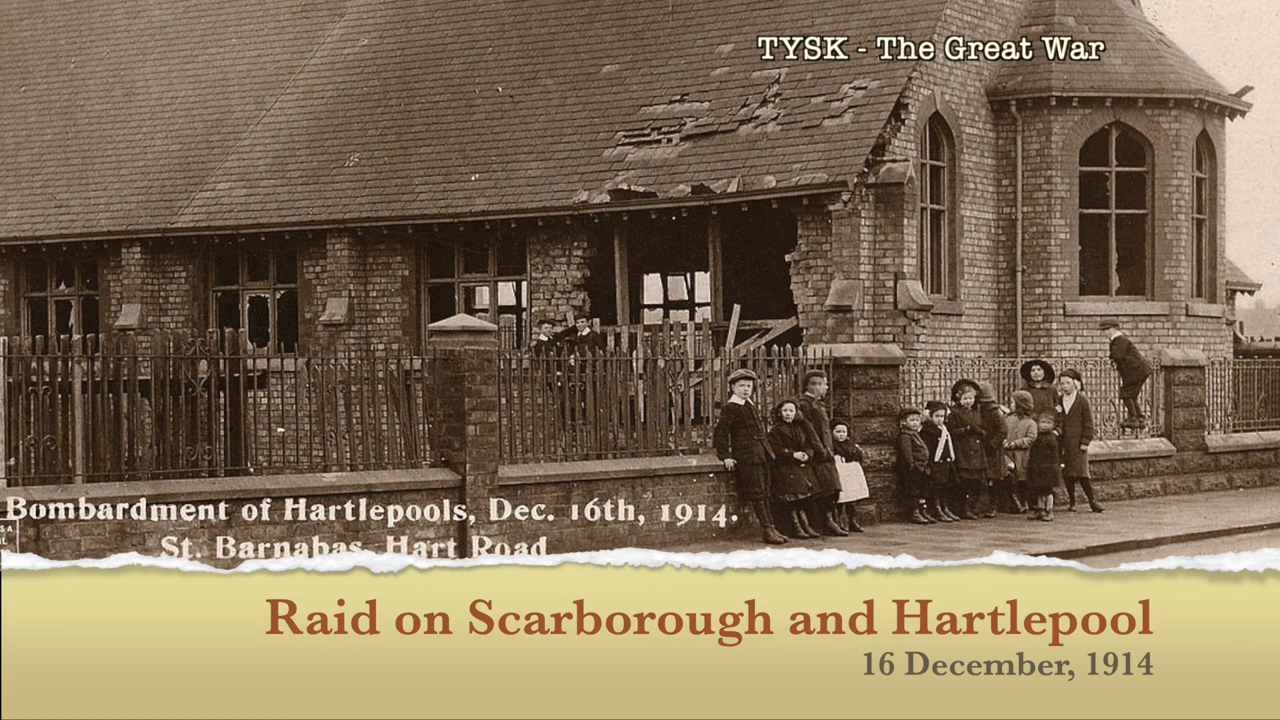 TYSK - The Great War
Bombardment of Hartlepools, Dec. 16th, 1914.
St. Barnabas, Hart Road
Raid on Scarborough and Hartlepool
16 December, 1914